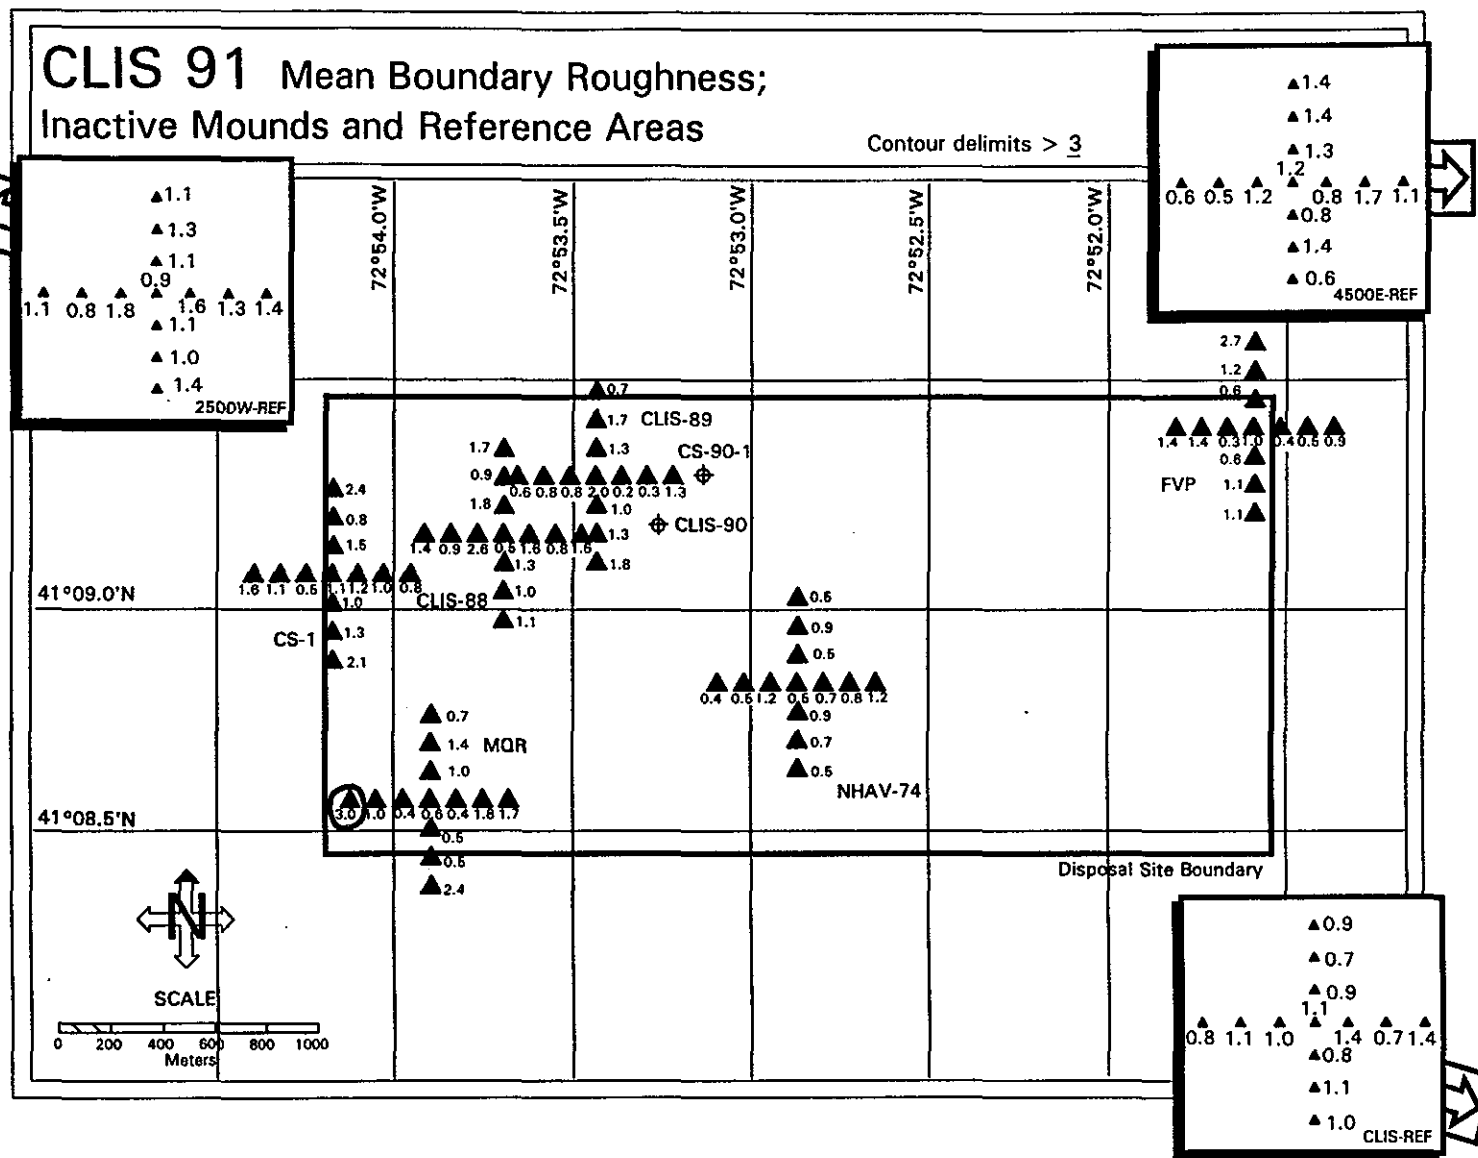 CLIS 91 Mean Boundary Roughness;
Inactive Mounds and Reference Areas
Contour delimits > 3
1.1
1.3
1.1
0.9
1.1 0.8 1.8 1.6 1.3 1.4
1.1
1.0
1.4
2500W-REF
1.4
1.4
1.3
1.2
0.6 0.5 1.2 0.8 1.7 1.1
0.8
1.4
0.6
4500E-REF
72°54.0'W
72°53.5'W
72°53.0'W
72°52.5'W
72°52.0'W
2.7
1.2
0.6
1.4 1.4 0.3 1.0 0.4 0.5 0.9
0.6
1.1
1.1
FVP
0.7
1.7 CLIS-89
1.3
CS-90-1
0.6 0.8 0.8 2.0 0.2 0.3 1.3
1.0
CLIS-90
1.3
1.8
1.7
0.9
1.8
1.4 0.9 2.6 0.5 1.6 0.8 1.6
1.3
1.0
1.1
CLIS-88
2.4
0.8
1.5
1.6 1.1 0.5 1.1 1.2 1.0 0.8
1.0
1.3
2.1
CS-1
41°09.0'N
0.5
0.9
0.5
0.4 0.5 1.2 0.5 0.7 0.8 1.2
0.9
0.7
0.5
NHAV-74
0.7
1.4 MQR
1.0
3.0 1.0 0.4 0.6 0.4 1.8 1.7
0.5
0.5
2.4
41°08.5'N
Disposal Site Boundary
N
SCALE
0 200 400 600 800 1000
Meters
0.9
0.7
0.9
1.1
0.8 1.1 1.0 1.4 0.7 1.4
0.8
1.1
1.0
CLIS-REF